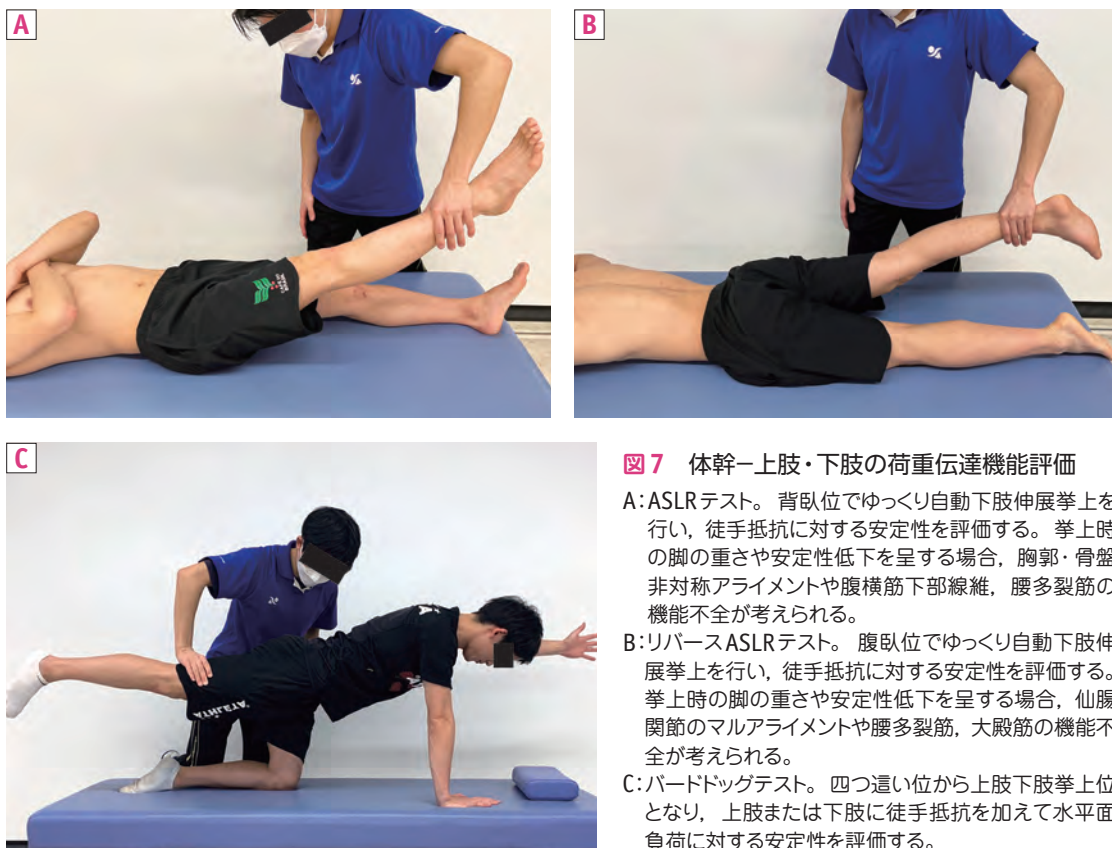 A
B
C
図7 体幹−上肢・下肢の荷重伝達機能評価
A:ASLRテスト。背臥位でゆっくり自動下肢伸展挙上を
行い,徒手抵抗に対する安定性を評価する。挙上時
の脚の重さや安定性低下を呈する場合,胸郭・骨盤
非対称アライメントや腹横筋下部線維,腰多裂筋の
機能不全が考えられる。
B:リバースASLRテスト。腹臥位でゆっくり自動下肢伸
展挙上を行い,徒手抵抗に対する安定性を評価する。
挙上時の脚の重さや安定性低下を呈する場合,仙腸
関節のマルアライメントや腰多裂筋,大殿筋の機能不
全が考えられる。
C:バードドッグテスト。四つ這い位から上肢下肢挙上位
となり,上肢または下肢に徒手抵抗を加えて水平面
負荷に対する安定性を評価する。
ATHLETA